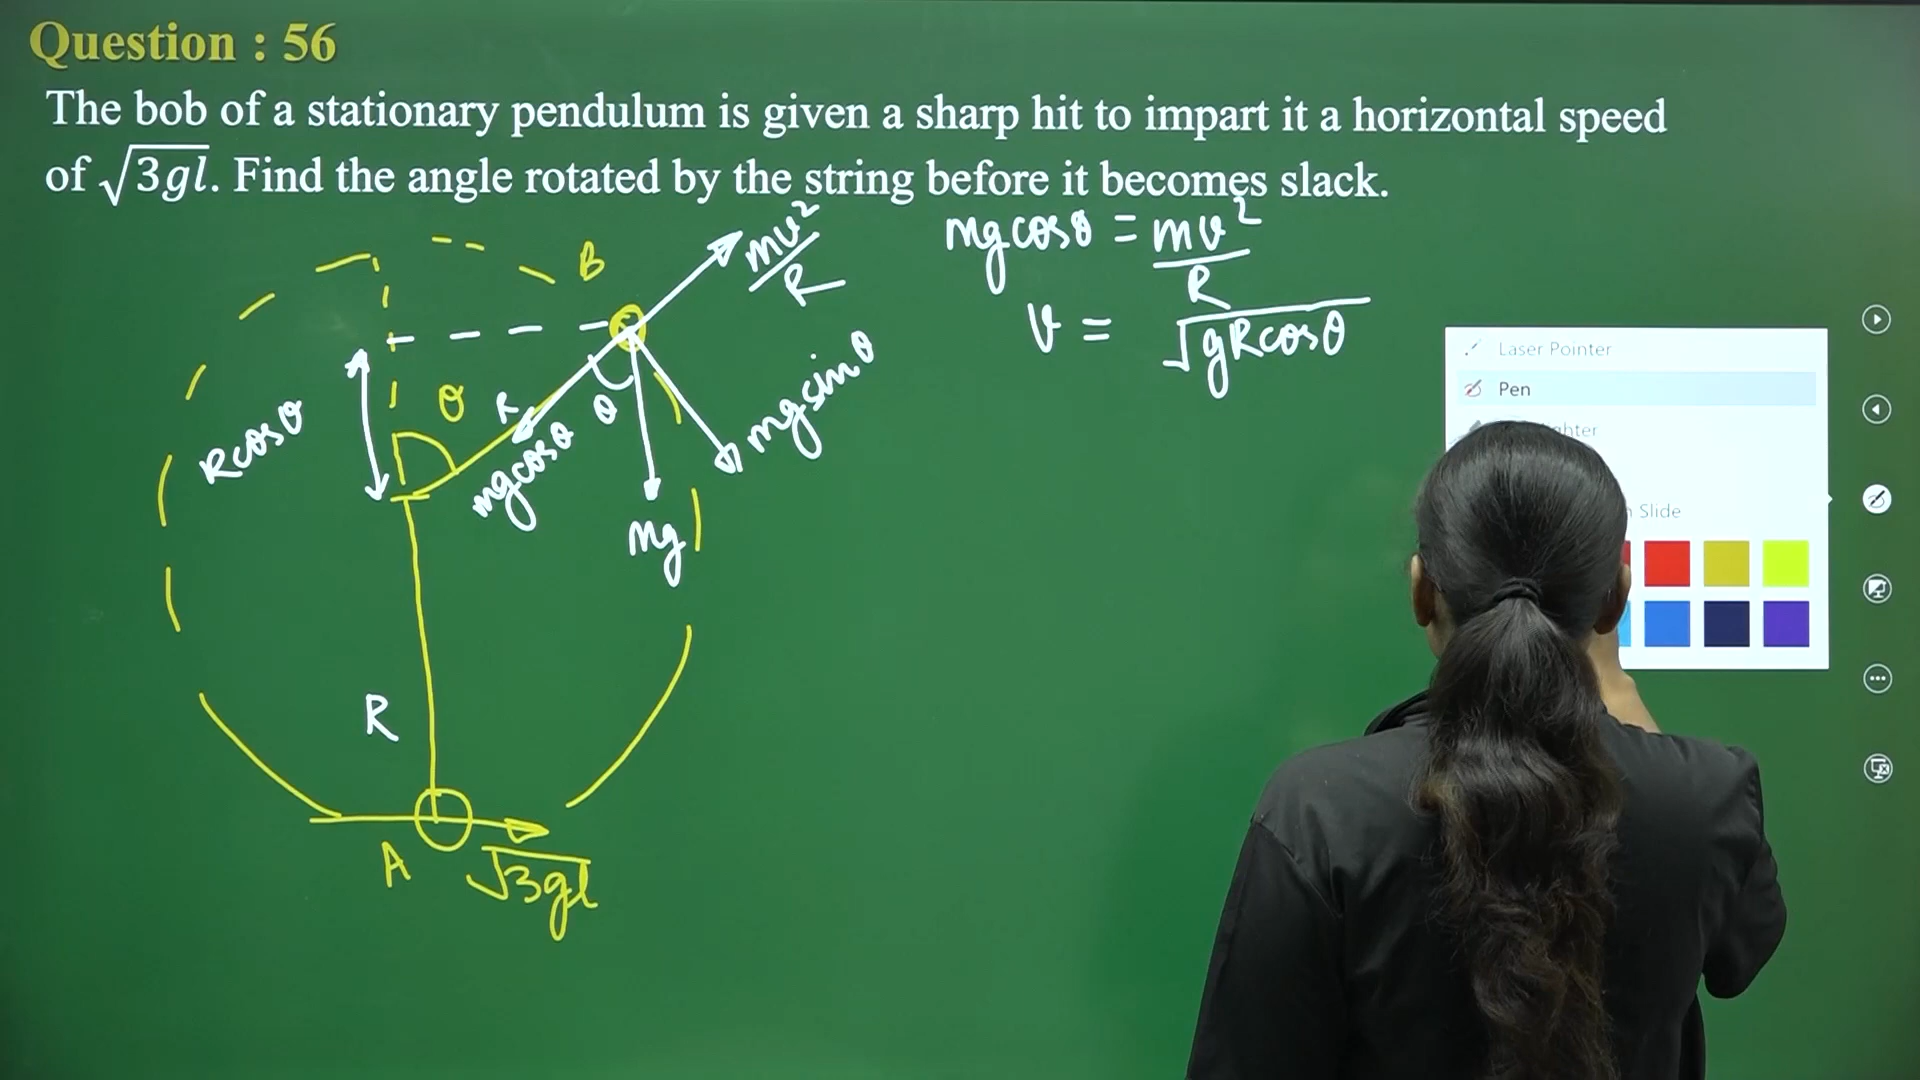 Question : 56
The bob of a stationary pendulum is given a sharp hit to impart it a horizontal speed
of √3gl. Find the angle rotated by the string before it becomes slack.
mg cosθ = mv²/R
v = √gRcosθ
B
mv²/R
θ
R
θ
mg sinθ
Rcosθ
mgcosθ
Mg
R
A
√3gl
Laser Pointer
Pen
Slide